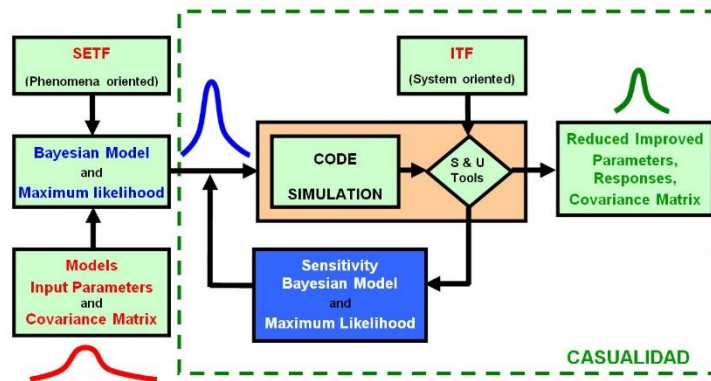 SETF
(Phenomena oriented)
Bayesian Model
and
Maximum likelihood
Models
Input Parameters
and
Covariance Matrix
ITF
(System oriented)
CODE
SIMULATION
S & U
Tools
Sensitivity
Bayesian Model
and
Maximum Likelihood
Reduced Improved
Parameters,
Responses,
Covariance Matrix
CASUALIDAD